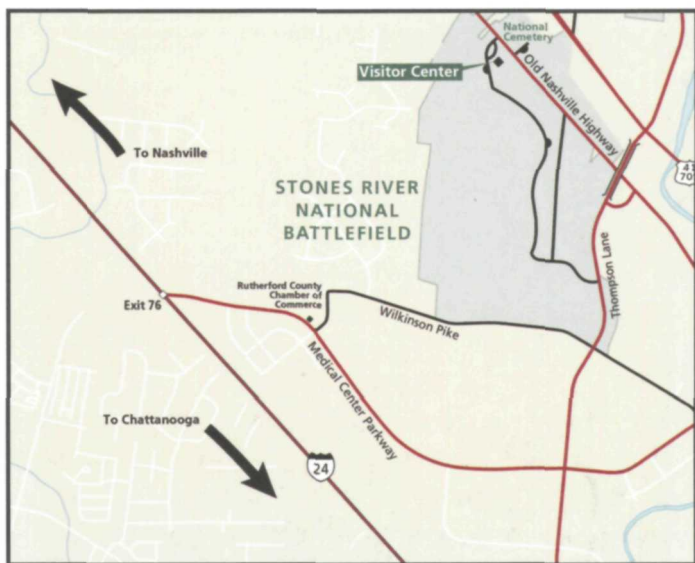 National
Cemetery
Visitor Center
Old Nashville Highway
To Nashville
41
70
STONES RIVER
NATIONAL
BATTLEFIELD
Thompson Lane
Rutherford County
Chamber of
Commerce
Exit 76
Wilkinson Pike
Medical Center Parkway
To Chattanooga
24